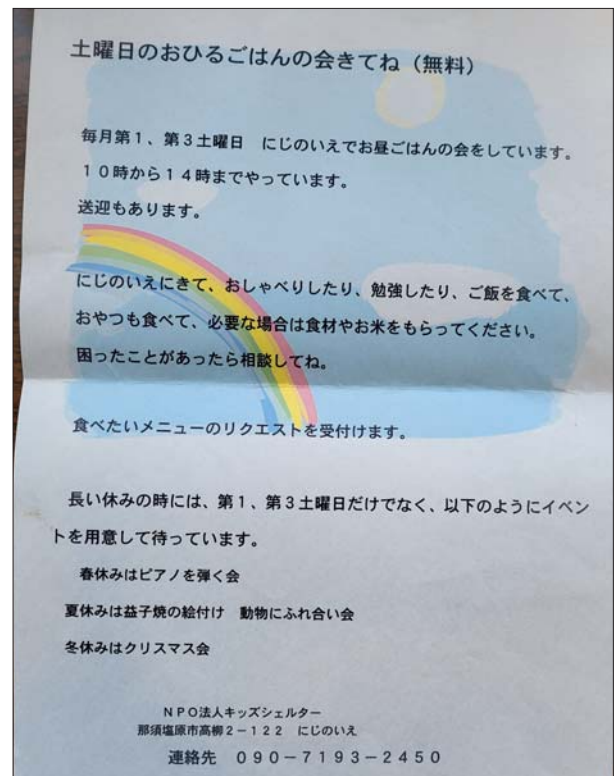 土曜日のおひるごはんの会きてね（無料）
毎月第１、第３土曜日　にじのいえでお昼ごはんの会をしています。
１０時から１４時までやっています。
送迎もあります。
にじのいえにきて、おしゃべりしたり、勉強したり、ご飯を食べて、
おやつも食べて、必要な場合は食材やお米をもらってください。
困ったことがあったら相談してね。
食べたいメニューのリクエストを受付けます。
長い休みの時には、第１、第３土曜日だけでなく、以下のようにイベン
トを用意して待っています。
春休みはピアノを弾く会
夏休みは益子焼の絵付け　動物にふれ合い会
冬休みはクリスマス会
ＮＰＯ法人キッズシェルター
那須塩原市高柳２－１２２　にじのいえ
連絡先　０９０－７１９３－２４５０